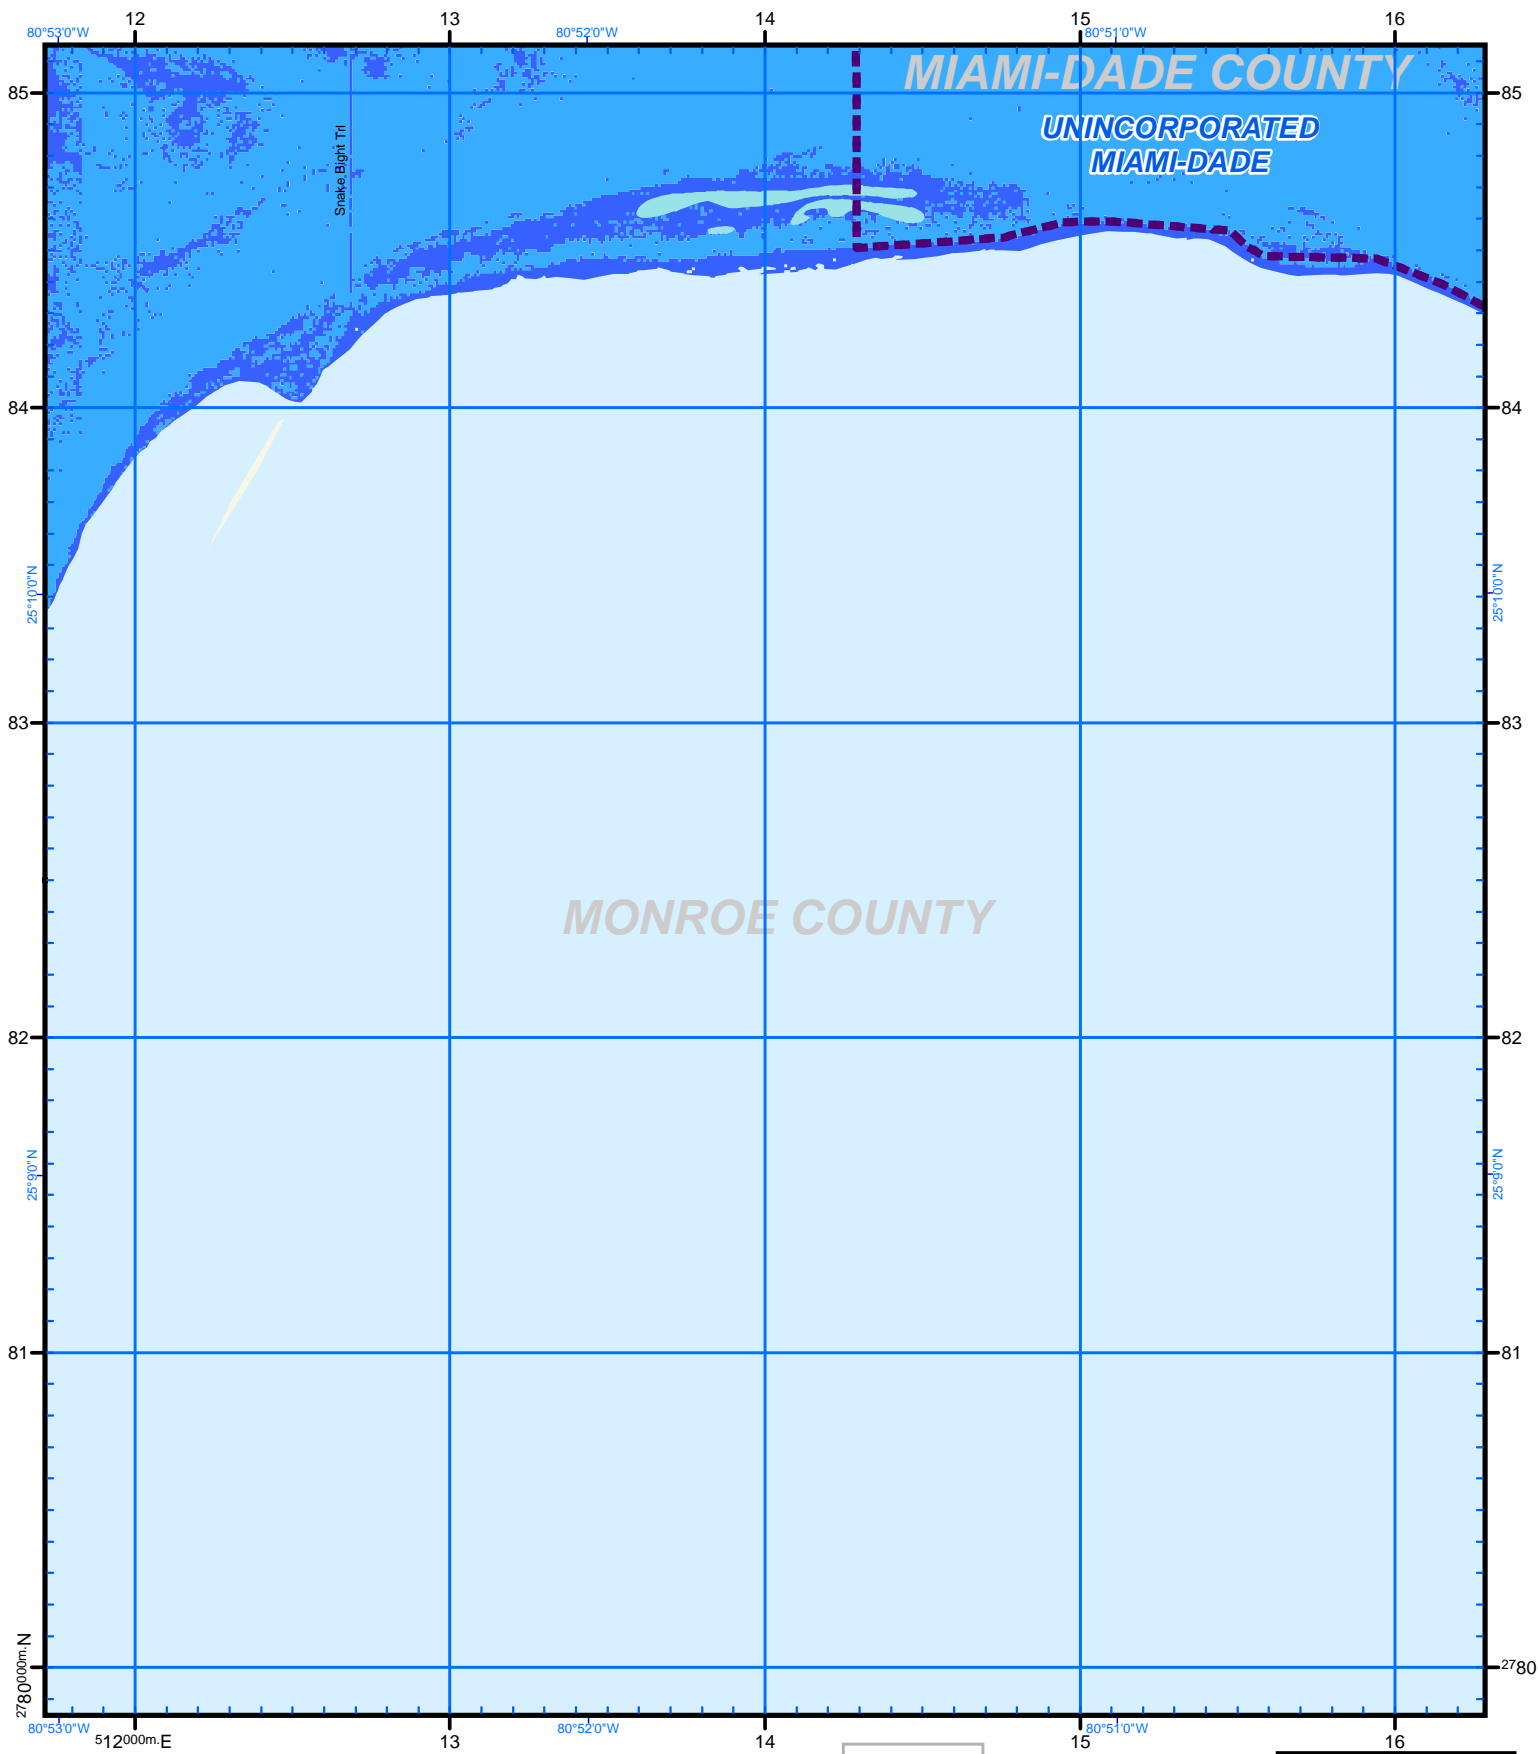 12 13 14 15 16
80°53'0"W 80°52'0"W 80°51'0"W
MIAMI-DADE COUNTY
85 85
UNINCORPORATED
MIAMI-DADE
Snake Bight Trl
84 84
25°10'0"N 25°10'0"N
83 83
MONROE COUNTY
82 82
25°9'0"N 25°9'0"N
81 81
2780000m.N 2780
80°53'0"W 80°52'0"W 80°51'0"W
512000m.E 13 14 15 16